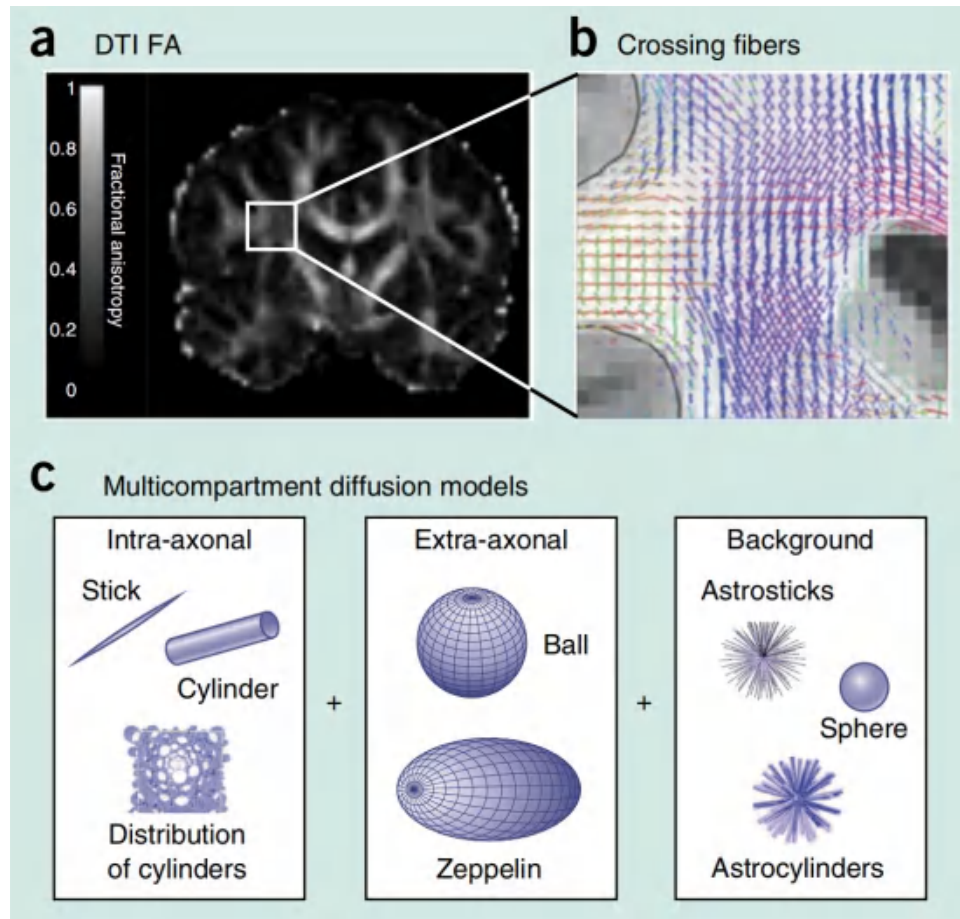 a DTI FA
b Crossing fibers
1
0.8
0.6
0.4
0.2
0
Fractional anisotropy
c Multicompartment diffusion models
Intra-axonal
Stick
Cylinder
Distribution
of cylinders
+
Extra-axonal
Ball
Zeppelin
+
Background
Astrosticks
Sphere
Astrocylinders